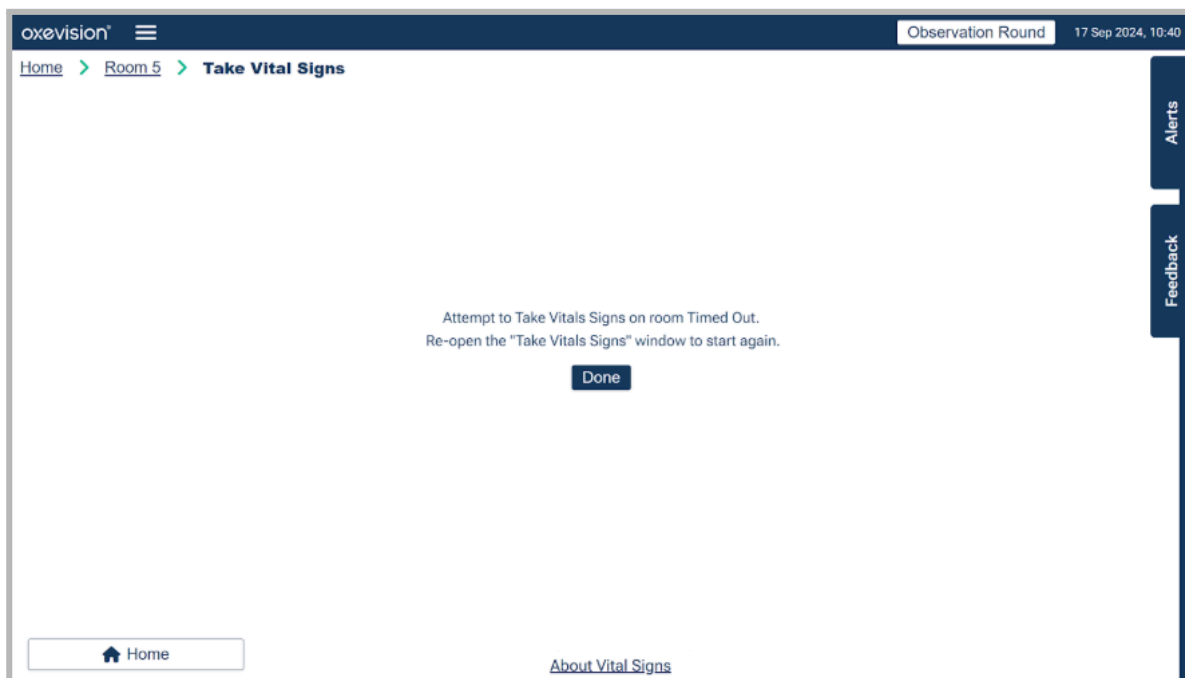 oxevision®
Observation Round
17 Sep 2024, 10:40
Home > Room 5 > Take Vital Signs
Alerts
Feedback
Attempt to Take Vitals Signs on room Timed Out.
Re-open the "Take Vitals Signs" window to start again.
Done
Home
About Vital Signs